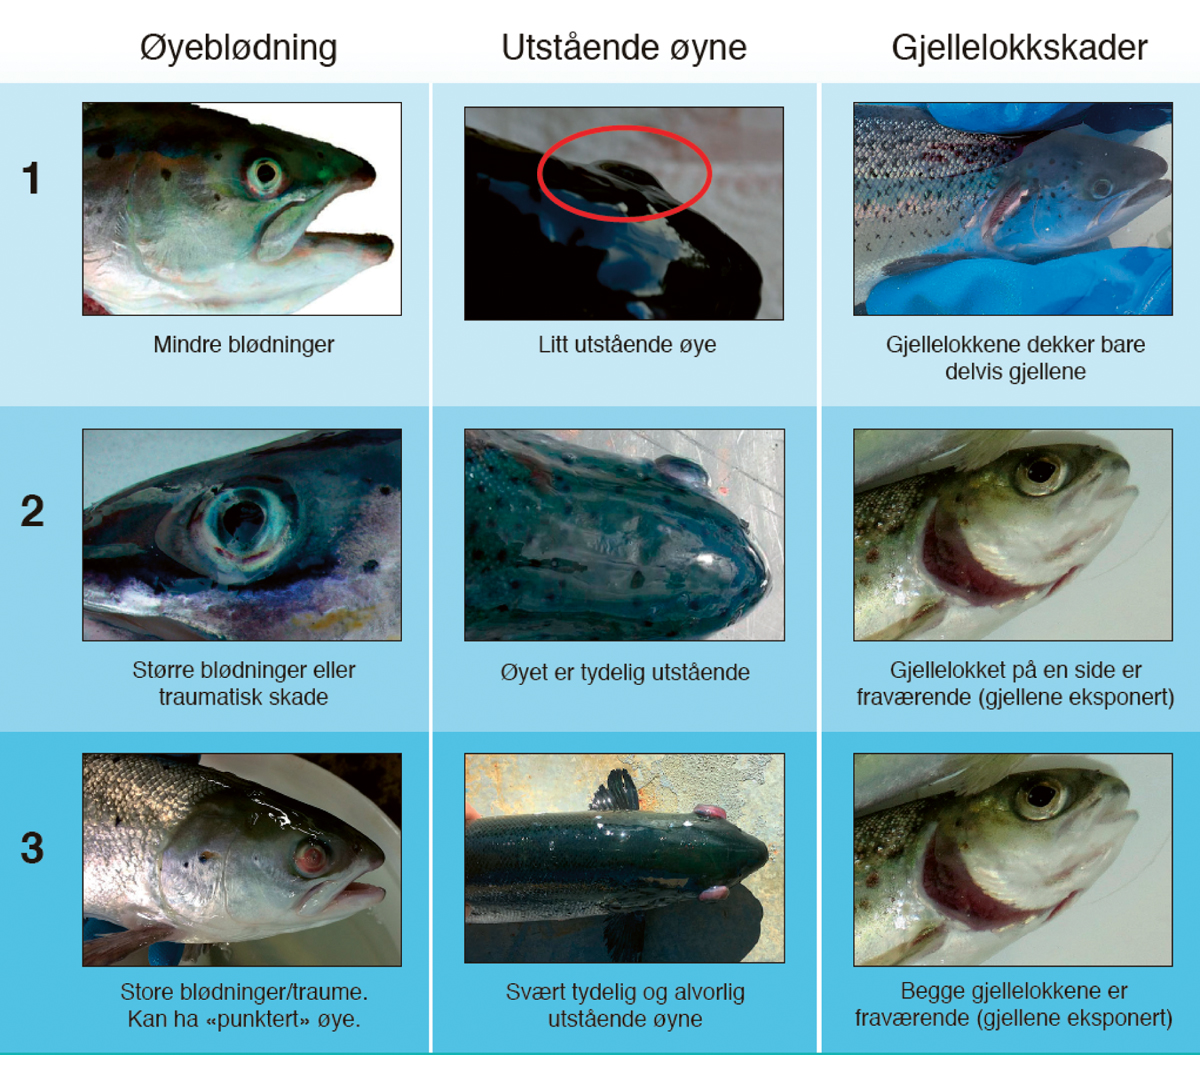 Øyeblødning
Utstående øyne
Gjellelokkskader
1
Mindre blødninger
Litt utstående øye
Gjellelokkene dekker bare
delvis gjellene
2
Større blødninger eller
traumatisk skade
Øyet er tydelig utstående
Gjellelokket på en side er
fraværende (gjellene eksponert)
3
Store blødninger/traume.
Kan ha «punktert» øye.
Svært tydelig og alvorlig
utstående øyne
Begge gjellelokkene er
fraværende (gjellene eksponert)